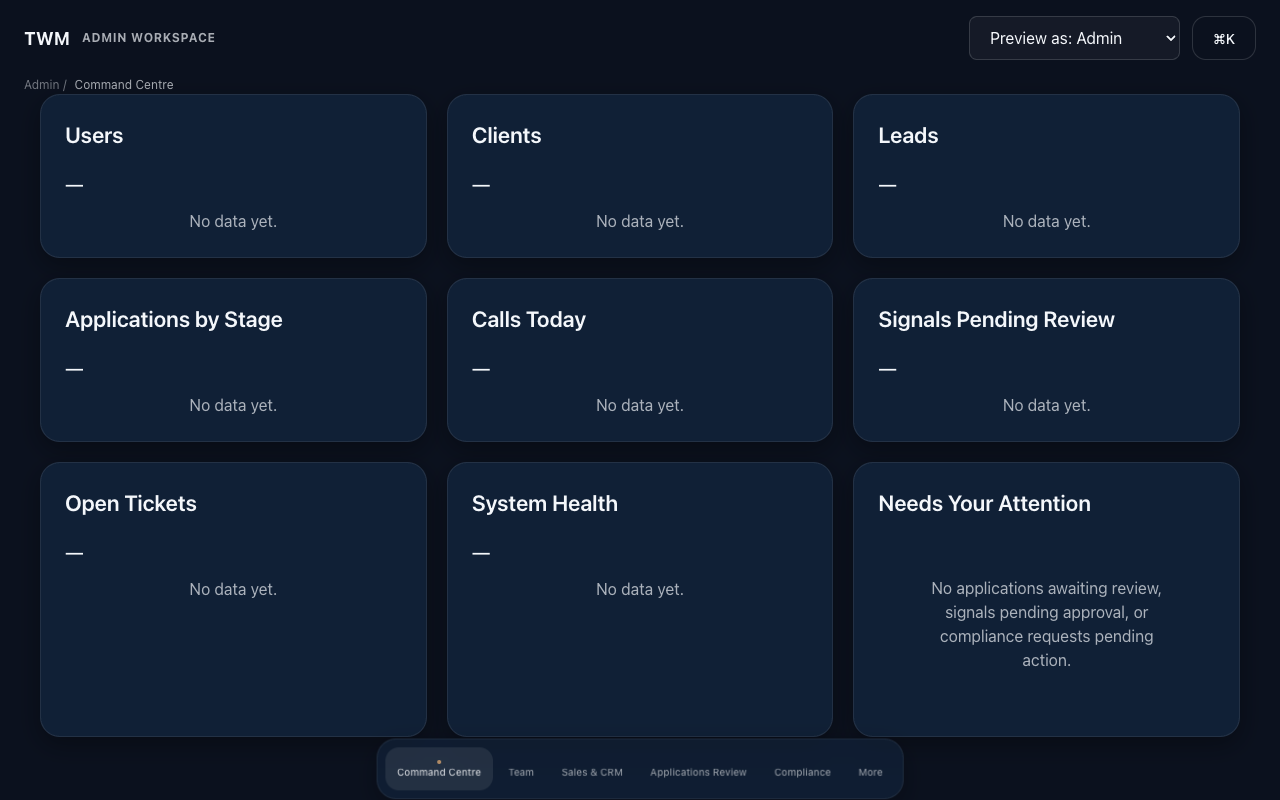 TWM ADMIN WORKSPACE
Preview as: Admin
⌘K
Admin / Command Centre
Users
—
No data yet.
Clients
—
No data yet.
Leads
—
No data yet.
Applications by Stage
—
No data yet.
Calls Today
—
No data yet.
Signals Pending Review
—
No data yet.
Open Tickets
—
No data yet.
System Health
—
No data yet.
Needs Your Attention
No applications awaiting review,
signals pending approval, or
compliance requests pending
action.
Command Centre
Team
Sales & CRM
Applications Review
Compliance
More